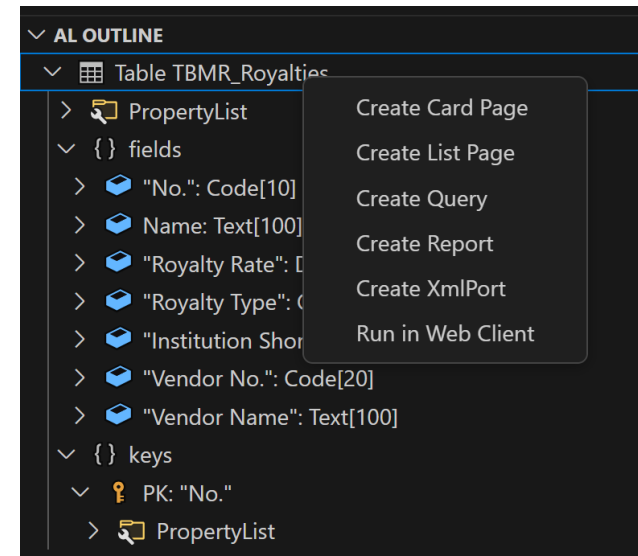 AL OUTLINE
Table TBMR_Royalties
PropertyList
{ } fields
"No.": Code[10]
Name: Text[100]
"Royalty Rate":
"Royalty Type":
"Institution
"Vendor No.": Code[20]
"Vendor Name": Text[100]
{ } keys
PK: "No."
PropertyList
Create Card Page
Create List Page
Create Query
Create Report
Create XmlPort
Run in Web Client